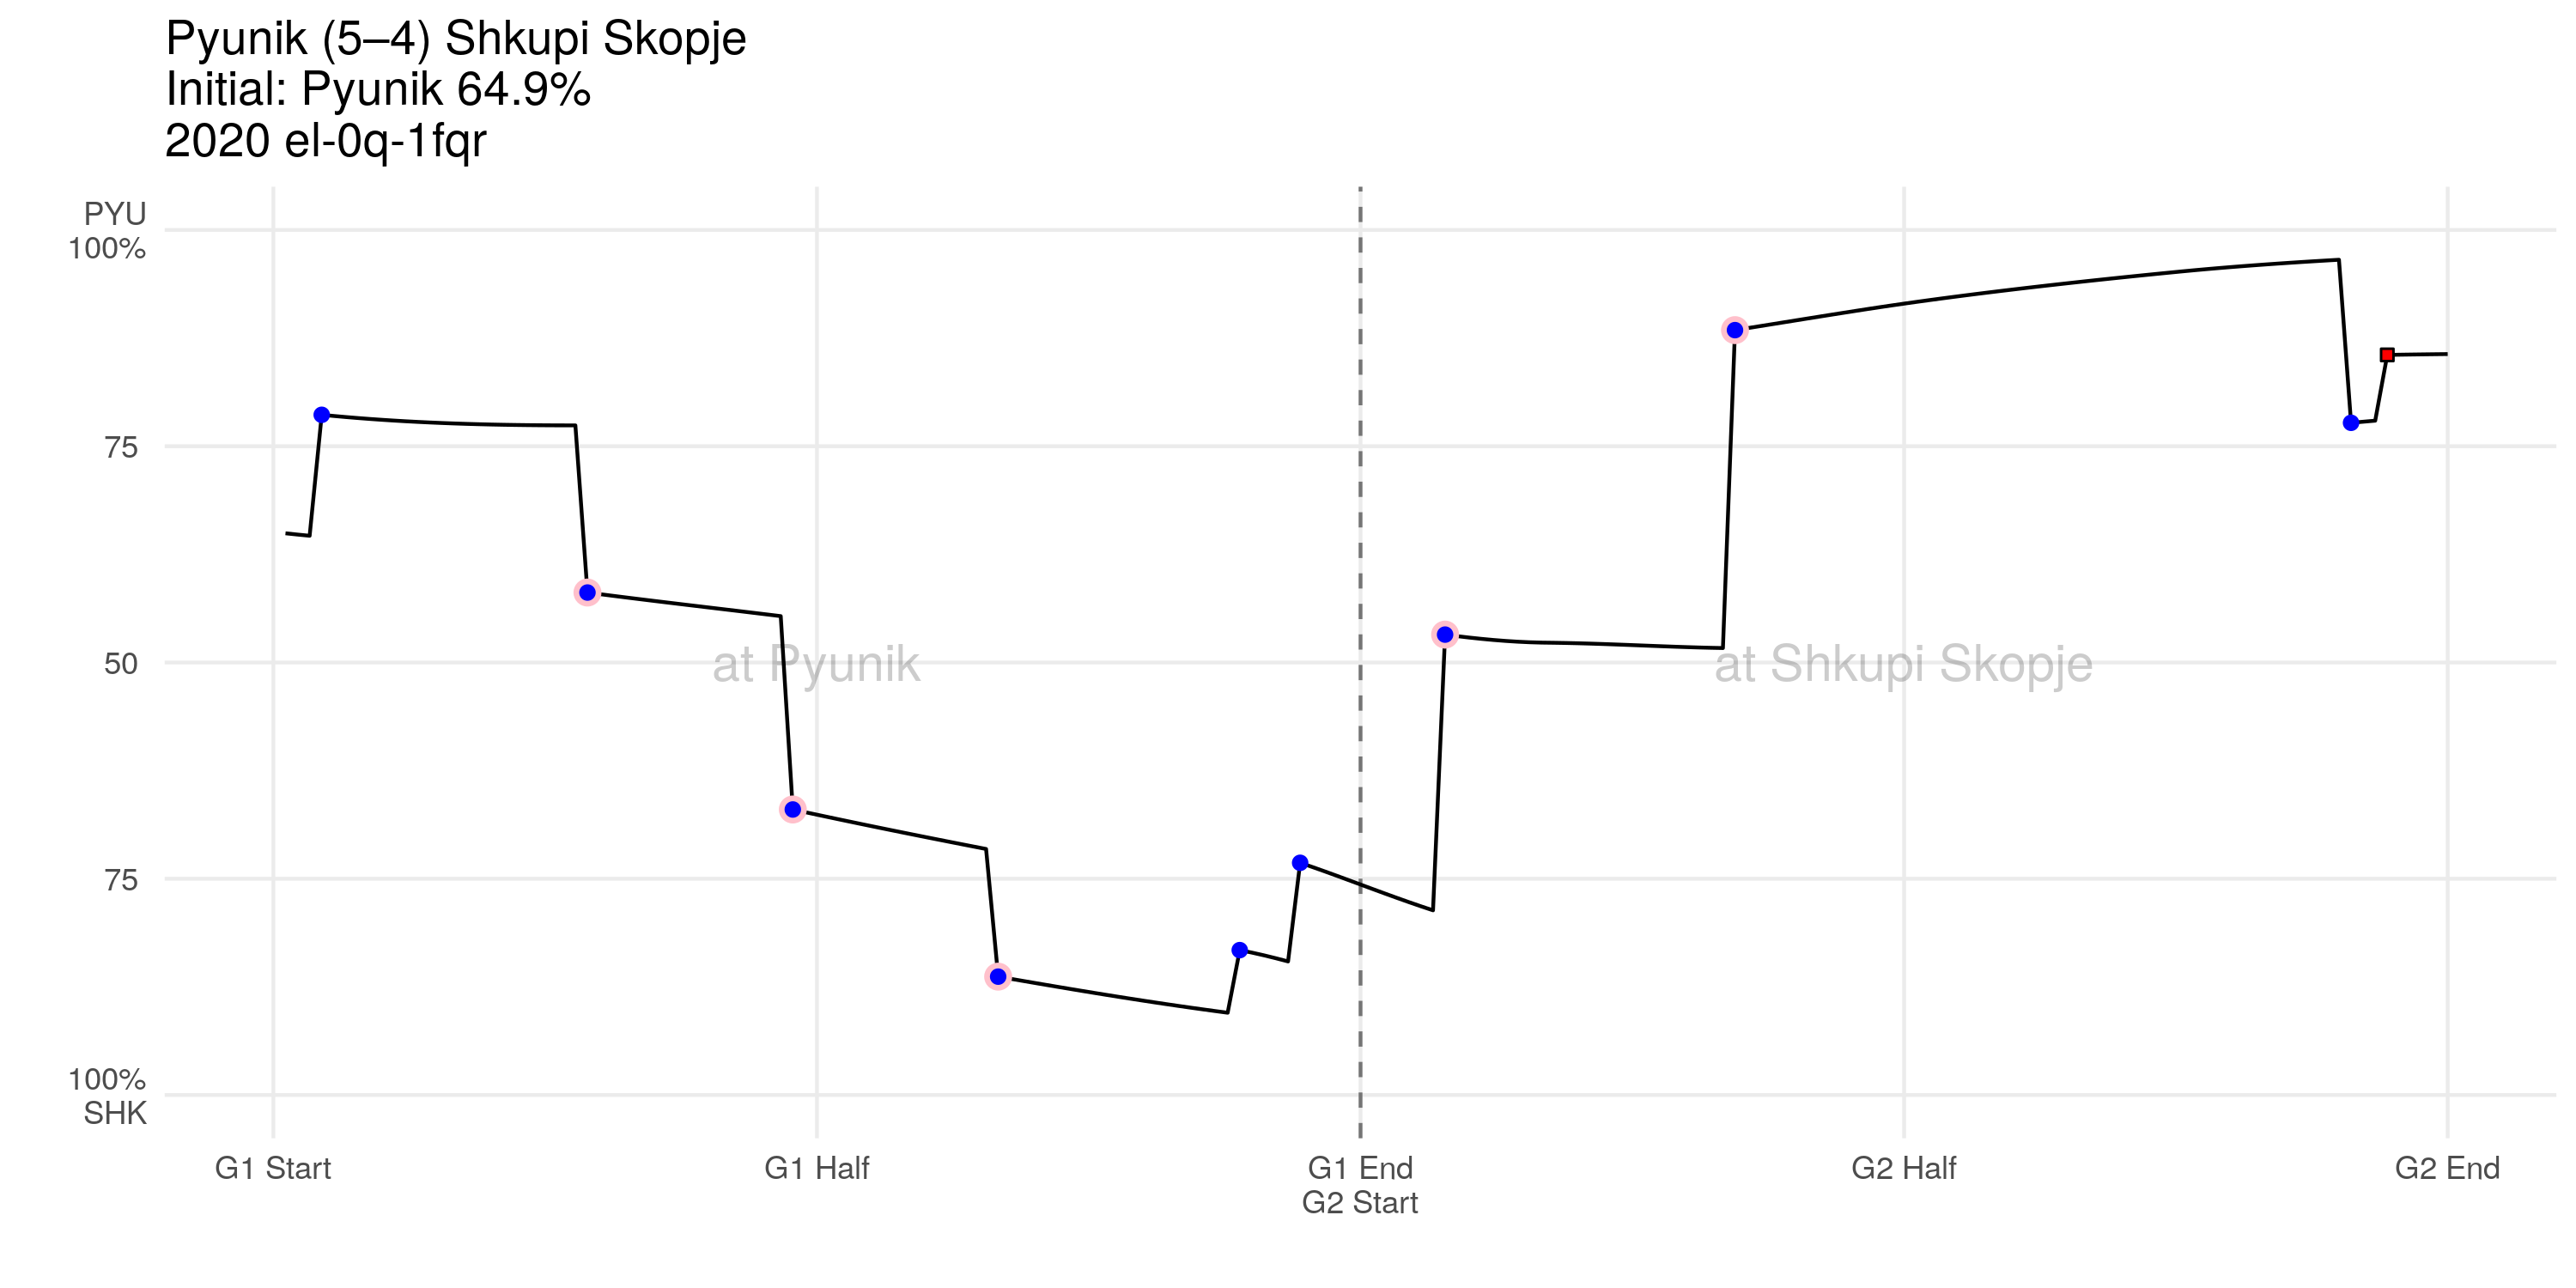 Pyunik (5–4) Shkupi Skopje
Initial: Pyunik 64.9%
2020 el-0q-1fqr
PYU
100%
75
50
75
100%
SHK
at Pyunik
at Shkupi Skopje
G1 Start
G1 Half
G1 End
G2 Start
G2 Half
G2 End